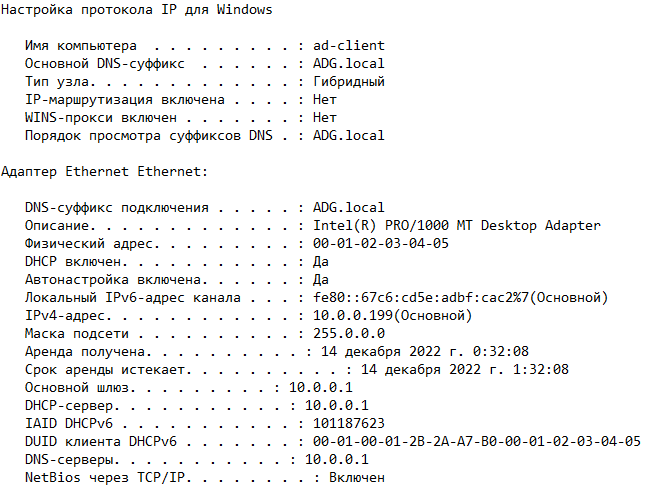 Настройка протокола IP для Windows
Имя компьютера . . . . . . . . . : ad-client
Основной DNS-суффикс . . . . . . : ADG.local
Тип узла. . . . . . . . . . . . . : Гибридный
IP-маршрутизация включена . . . . : Нет
WINS-прокси включен . . . . . . . : Нет
Порядок просмотра суффиксов DNS . : ADG.local
Адаптер Ethernet Ethernet:
DNS-суффикс подключения . . . . . : ADG.local
Описание. . . . . . . . . . . . . : Intel(R) PRO/1000 MT Desktop Adapter
Физический адрес. . . . . . . . . : 00-01-02-03-04-05
DHCP включен. . . . . . . . . . . : Да
Автонастройка включена. . . . . . : Да
Локальный IPv6-адрес канала . . . : fe80::67c6:cd5e:adbf:cac2%7(Основной)
IPv4-адрес. . . . . . . . . . . . : 10.0.0.199(Основной)
Маска подсети . . . . . . . . . . : 255.0.0.0
Аренда получена. . . . . . . . . . : 14 декабря 2022 г. 0:32:08
Срок аренды истекает. . . . . . . . . . : 14 декабря 2022 г. 1:32:08
Основной шлюз. . . . . . . . . : 10.0.0.1
DHCP-сервер. . . . . . . . . . . : 10.0.0.1
IAID DHCPv6 . . . . . . . . . . . : 101187623
DUID клиента DHCPv6 . . . . . . . : 00-01-00-01-2B-2A-A7-B0-00-01-02-03-04-05
DNS-серверы. . . . . . . . . . . : 10.0.0.1
NetBios через TCP/IP. . . . . . . . : Включен